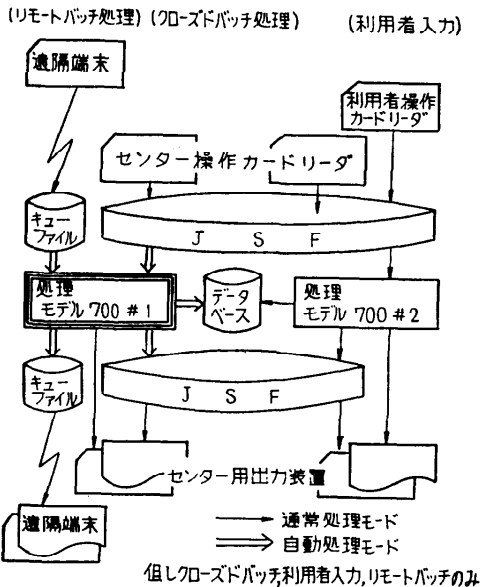 (リモートバッチ処理) (クローズドバッチ処理) (利用者入力)
遠隔端末
利用者操作
カードリーダ
センター操作カードリーダ
キュー
ファイル
J S F
処理
モデル 700 #1
データ
ベース
処理
モデル 700 #2
キュー
ファイル
J S F
センター用出力装置
遠隔端末
通常処理モード
自動処理モード
但しクローズドバッチ,利用者入力,リモートバッチのみ